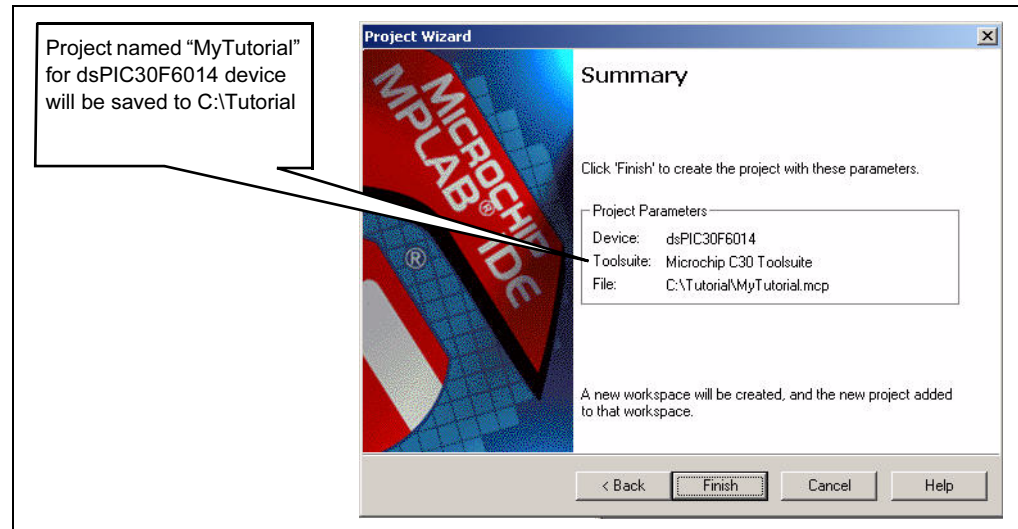 Project named “MyTutorial”
for dsPIC30F6014 device
will be saved to C:\Tutorial
Project Wizard
MICROCHIP
MPLAB® IDE
®
Summary
Click 'Finish' to create the project with these parameters.
Project Parameters
Device: dsPIC30F6014
Toolsuite: Microchip C30 Toolsuite
File: C:\Tutorial\MyTutorial.mcp
A new workspace will be created, and the new project added
to that workspace.
< Back Finish Cancel Help